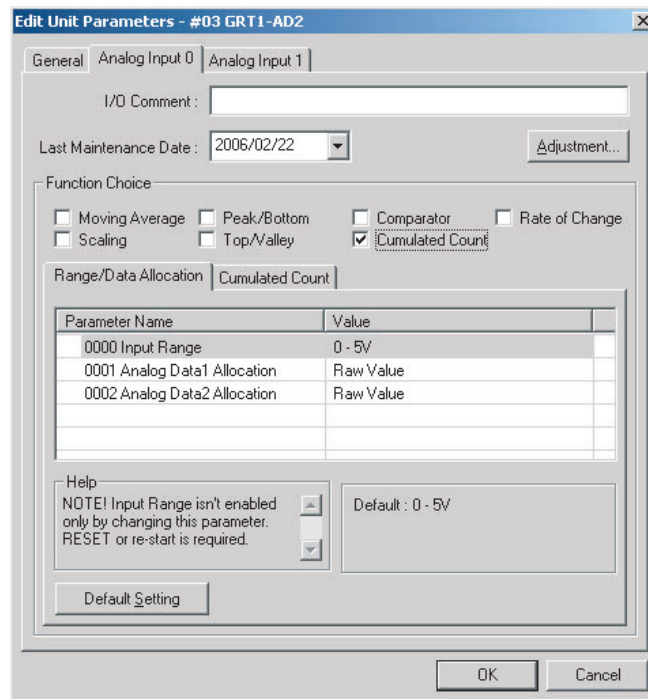 Edit Unit Parameters - #03 GRT1-AD2
General Analog Input 0 Analog Input 1
I/O Comment :
Last Maintenance Date : 2006/02/22 Adjustment...
Function Choice
Moving Average Peak/Bottom Comparator Rate of Change
Scaling Top/Valley Cumulated Count
Range/Data Allocation Cumulated Count
Parameter Name Value
0000 Input Range 0 - 5V
0001 Analog Data1 Allocation Raw Value
0002 Analog Data2 Allocation Raw Value
Help
NOTE! Input Range isn't enabled
only by changing this parameter.
RESET or re-start is required.
Default : 0 - 5V
Default Setting
OK Cancel